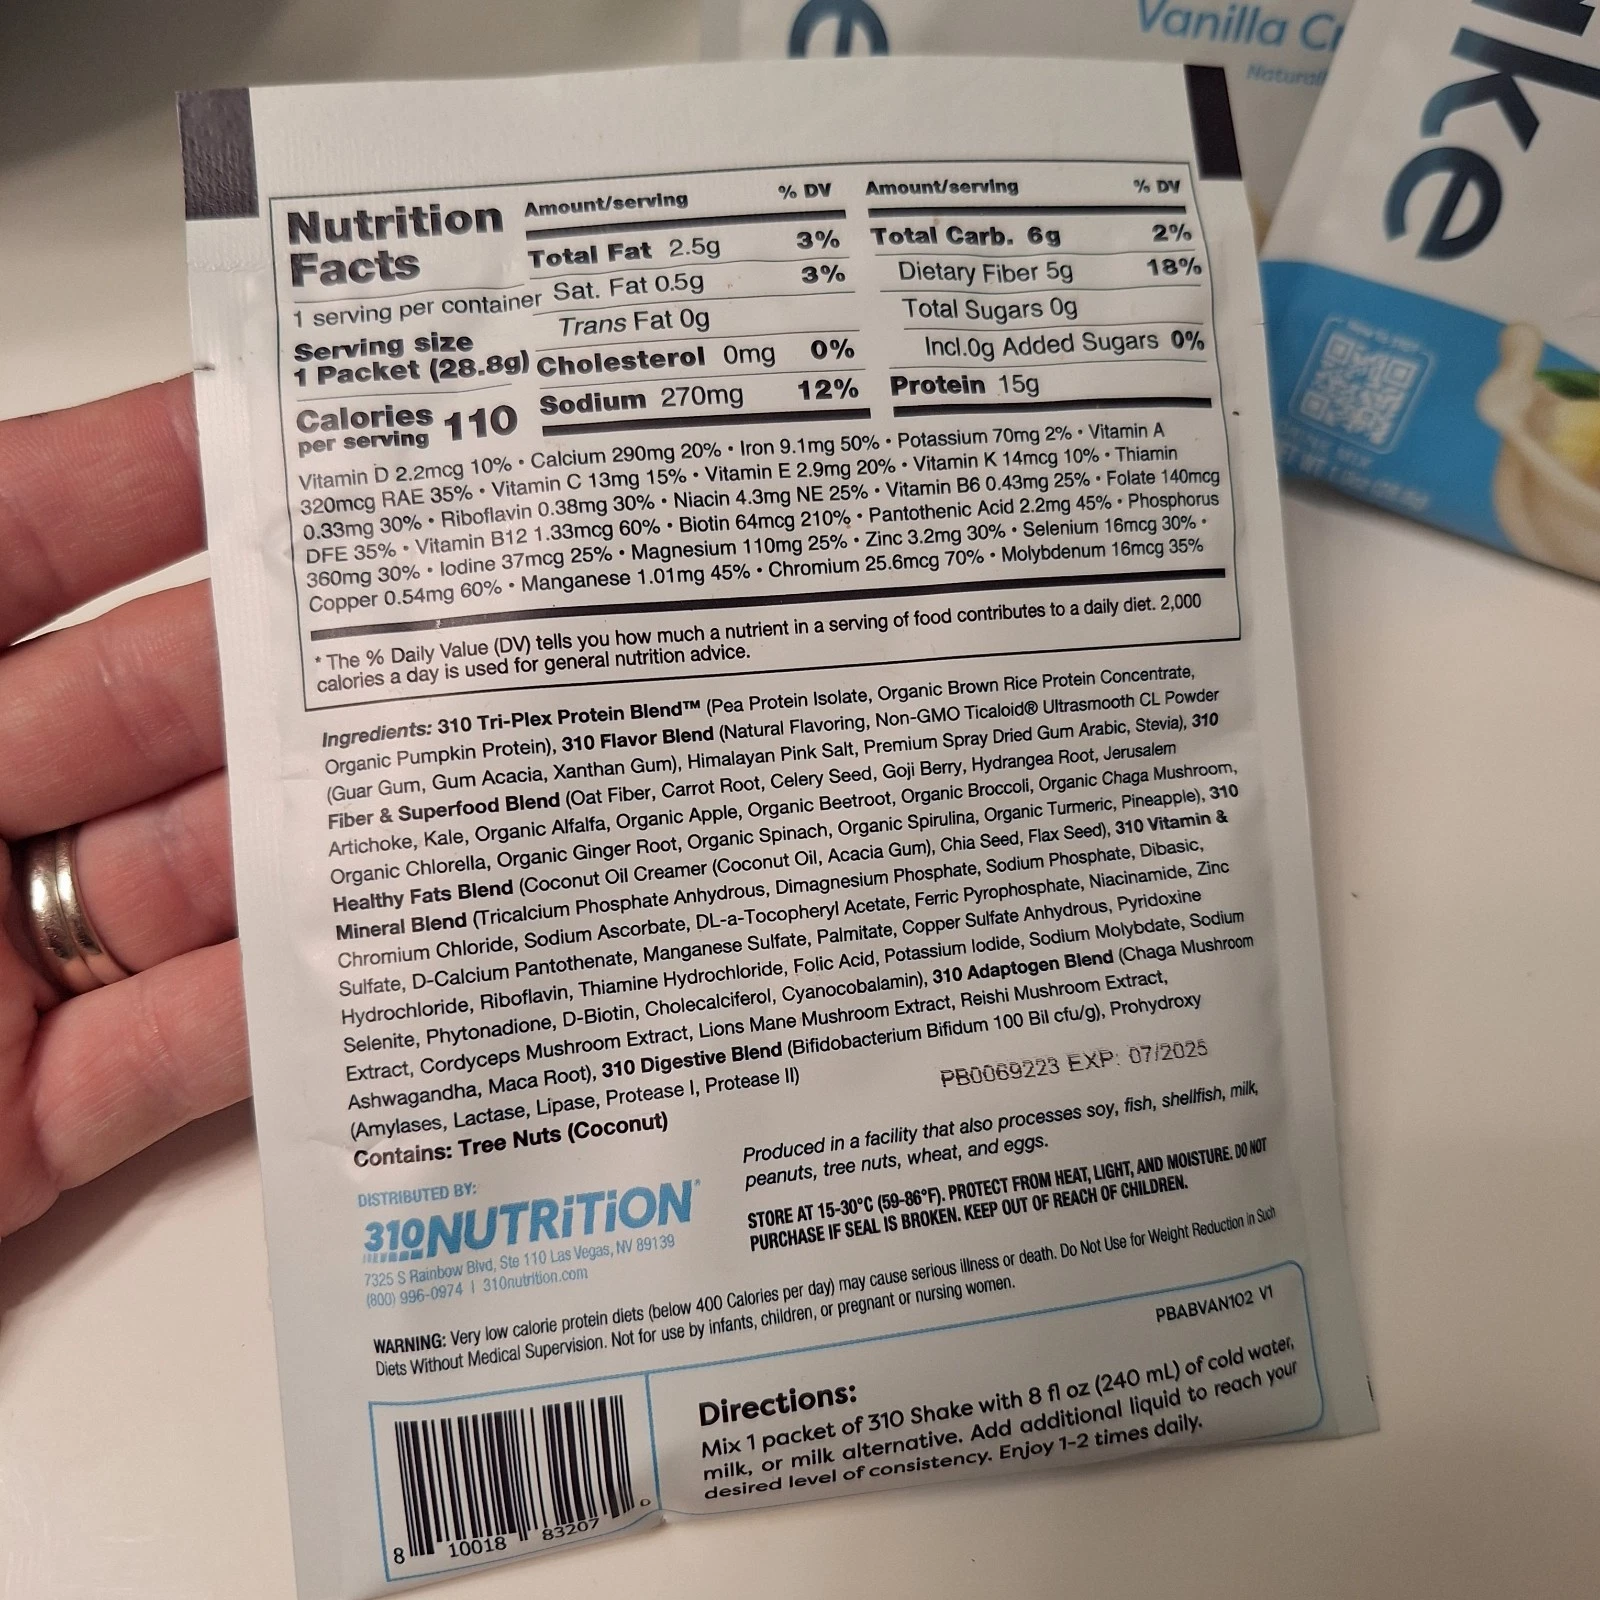 Vanilla
Nutrition
Facts
1 serving per container
Serving size
1 Packet (28.8g)
Calories 110
per serving
Amount/serving % DV
Total Fat 2.5g 3%
Sat. Fat 0.5g 3%
Trans Fat 0g
Cholesterol 0mg 0%
Sodium 270mg 12%
Amount/serving % DV
Total Carb. 6g 2%
Dietary Fiber 5g 18%
Total Sugars 0g
Incl.0g Added Sugars 0%
Protein 15g
Vitamin D 2.2mcg 10% • Calcium 290mg 20% • Iron 9.1mg 50% • Potassium 70mg 2% • Vitamin A
320mcg RAE 35% • Vitamin C 13mg 15% • Vitamin E 2.9mg 20% • Vitamin K 14mcg 10% • Thiamin
0.33mg 30% • Riboflavin 0.38mg 30% • Niacin 4.3mg NE 25% • Vitamin B6 0.43mg 25% • Folate 140mcg
DFE 35% • Vitamin B12 1.33mcg 60% • Biotin 64mcg 210% • Pantothenic Acid 2.2mg 45% • Phosphorus
360mg 30% • Iodine 37mcg 25% • Magnesium 110mg 25% • Zinc 3.2mg 30% • Selenium 16mcg 30% •
Copper 0.54mg 60% • Manganese 1.01mg 45% • Chromium 25.6mcg 70% • Molybdenum 16mcg 35%
* The % Daily Value (DV) tells you how much a nutrient in a serving of food contributes to a daily diet. 2,000
calories a day is used for general nutrition advice.
Ingredients: 310 Tri-Plex Protein Blend™ (Pea Protein Isolate, Organic Brown Rice Protein Concentrate,
Organic Pumpkin Protein), 310 Flavor Blend (Natural Flavoring, Non-GMO Ticaloid® Ultrasmooth CL Powder
(Guar Gum, Gum Acacia, Xanthan Gum), Himalayan Pink Salt, Premium Spray Dried Gum Arabic, Stevia), 310
Fiber & Superfood Blend (Oat Fiber, Carrot Root, Celery Seed, Goji Berry, Hydrangea Root, Jerusalem
Artichoke, Kale, Organic Alfalfa, Organic Apple, Organic Beetroot, Organic Broccoli, Organic Chaga Mushroom,
Organic Chlorella, Organic Ginger Root, Organic Spinach, Organic Spirulina, Organic Turmeric, Pineapple), 310
Healthy Fats Blend (Coconut Oil Creamer (Coconut Oil, Acacia Gum), Chia Seed, Flax Seed), 310 Vitamin &
Mineral Blend (Tricalcium Phosphate Anhydrous, Dimagnesium Phosphate, Sodium Phosphate, Dibasic,
Chromium Chloride, Sodium Ascorbate, DL-a-Tocopheryl Acetate, Ferric Pyrophosphate, Niacinamide, Zinc
Sulfate, D-Calcium Pantothenate, Manganese Sulfate, Palmitate, Copper Sulfate Anhydrous, Pyridoxine
Hydrochloride, Riboflavin, Thiamine Hydrochloride, Folic Acid, Potassium Iodide, Sodium Molybdate, Sodium
Selenite, Phytonadione, D-Biotin, Cholecalciferol, Cyanocobalamin), 310 Adaptogen Blend (Chaga Mushroom
Extract, Cordyceps Mushroom Extract, Lions Mane Mushroom Extract, Reishi Mushroom Extract,
Ashwagandha, Maca Root), 310 Digestive Blend (Bifidobacterium Bifidum 100 Bil cfu/g), Prohydroxy
(Amylases, Lactase, Lipase, Protease I, Protease II)
Contains: Tree Nuts (Coconut)
PB0069223 EXP: 07/2025
Produced in a facility that also processes soy, fish, shellfish, milk,
peanuts, tree nuts, wheat, and eggs.
STORE AT 15-30°C (59-86°F). PROTECT FROM HEAT, LIGHT, AND MOISTURE. DO NOT
PURCHASE IF SEAL IS BROKEN. KEEP OUT OF REACH OF CHILDREN.
DISTRIBUTED BY:
310NUTRiTiON
7325 S Rainbow Blvd, Ste 110 Las Vegas, NV 89139
(800) 996-0974 | 310nutrition.com
WARNING: Very low calorie protein diets (below 400 Calories per day) may cause serious illness or death. Do Not Use for Weight Reduction in Such
Diets Without Medical Supervision. Not for use by infants, children, or pregnant or nursing women.
PBABVAN102 V1
Directions:
Mix 1 packet of 310 Shake with 8 fl oz (240 mL) of cold water,
milk, or milk alternative. Add additional liquid to reach your
desired level of consistency. Enjoy 1-2 times daily.
8 10018 83207 0